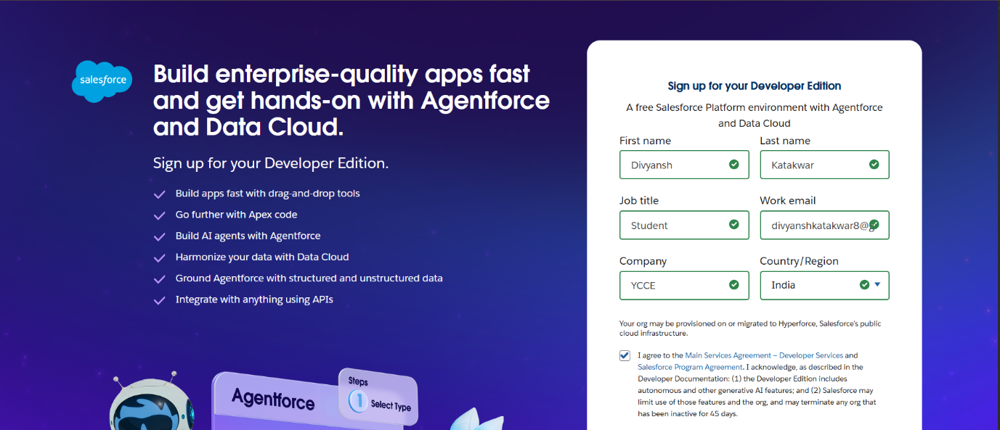 salesforce
Build enterprise-quality apps fast
and get hands-on with Agentforce
and Data Cloud.
Sign up for your Developer Edition.
Build apps fast with drag-and-drop tools
Go further with Apex code
Build AI agents with Agentforce
Harmonize your data with Data Cloud
Ground Agentforce with structured and unstructured data
Integrate with anything using APIs
Agentforce
Steps
1 Select Type
Sign up for your Developer Edition
A free Salesforce Platform environment with Agentforce
and Data Cloud
First name Last name
Divyansh Katakwar
Job title Work email
Student divyanshkatakwar8@g
Company Country/Region
YCCE India
Your org may be provisioned on or migrated to Hyperforce, Salesforce's public
cloud infrastructure.
I agree to the Main Services Agreement – Developer Services and
Salesforce Program Agreement. I acknowledge, as described in the
Developer Documentation: (1) the Developer Edition includes
autonomous and other generative AI features; and (2) Salesforce may
limit use of those features and the org, and may terminate any org that
has been inactive for 45 days.